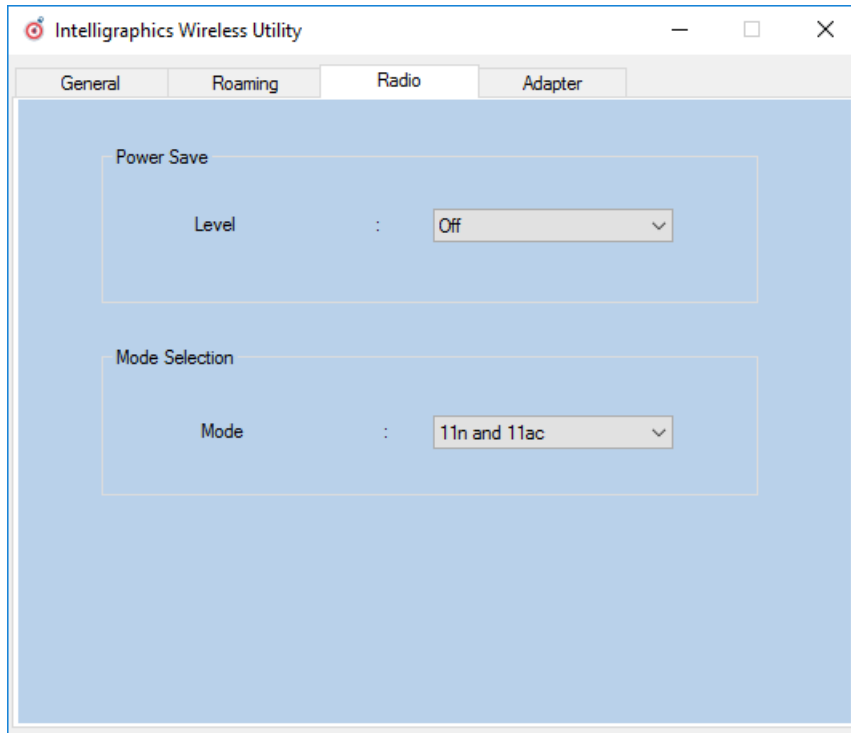 Intelligraphics Wireless Utility
General Roaming Radio Adapter
Power Save
Level : Off
Mode Selection
Mode : 11n and 11ac